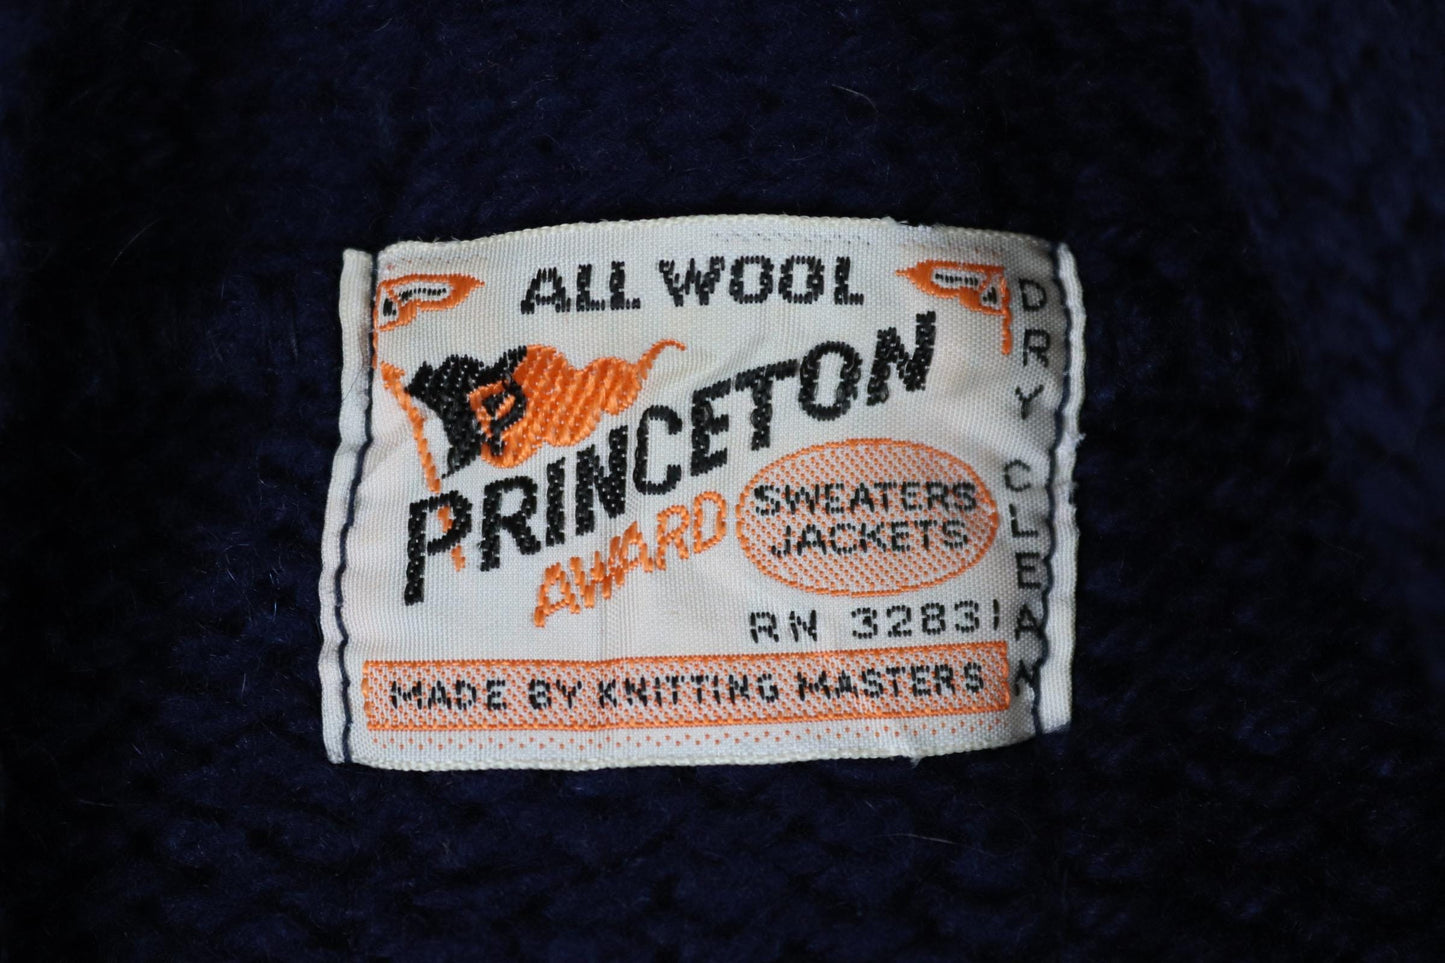 ALL WOOL
P
PRINCETON
AWARD
SWEATERS
JACKETS
RN 32831
MADE BY KNITTING MASTERS
DRY CLEAN